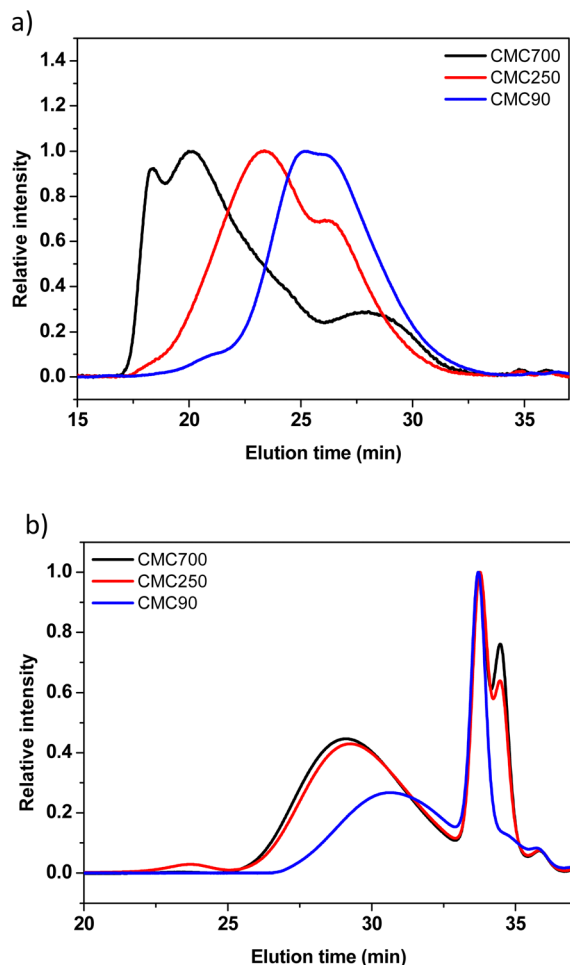 a)
CMC700
CMC250
CMC90
1.4
1.2
1.0
0.8
0.6
0.4
0.2
0.0
Relative intensity
15 20 25 30 35
Elution time (min)
b)
CMC700
CMC250
CMC90
1.0
0.8
0.6
0.4
0.2
0.0
Relative intensity
20 25 30 35
Elution time (min)